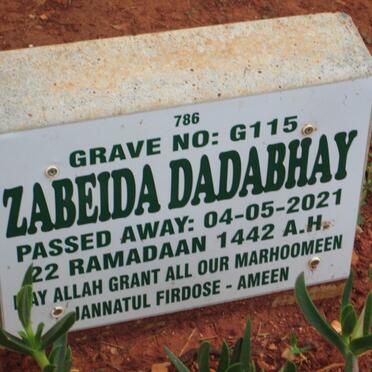 786
GRAVE NO: G115
ZABEIDA DADABHAY
PASSED AWAY: 04-05-2021
22 RAMADAAN 1442 A.H.
AY ALLAH GRANT ALL OUR MARHOOMEEN
JANNATUL FIRDOSE - AMEEN